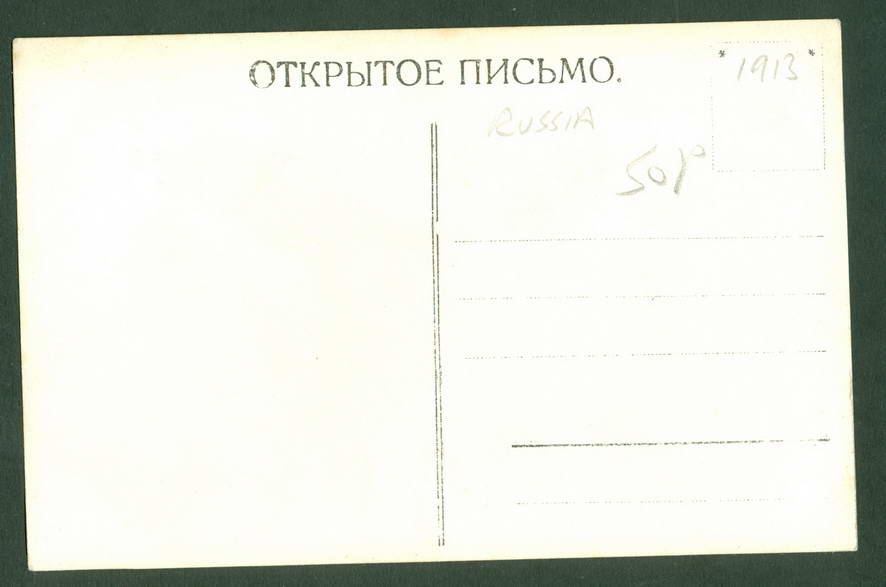 ОТКРЫТОЕ ПИСЬМО.
* 1913 *
RUSSIA
50p